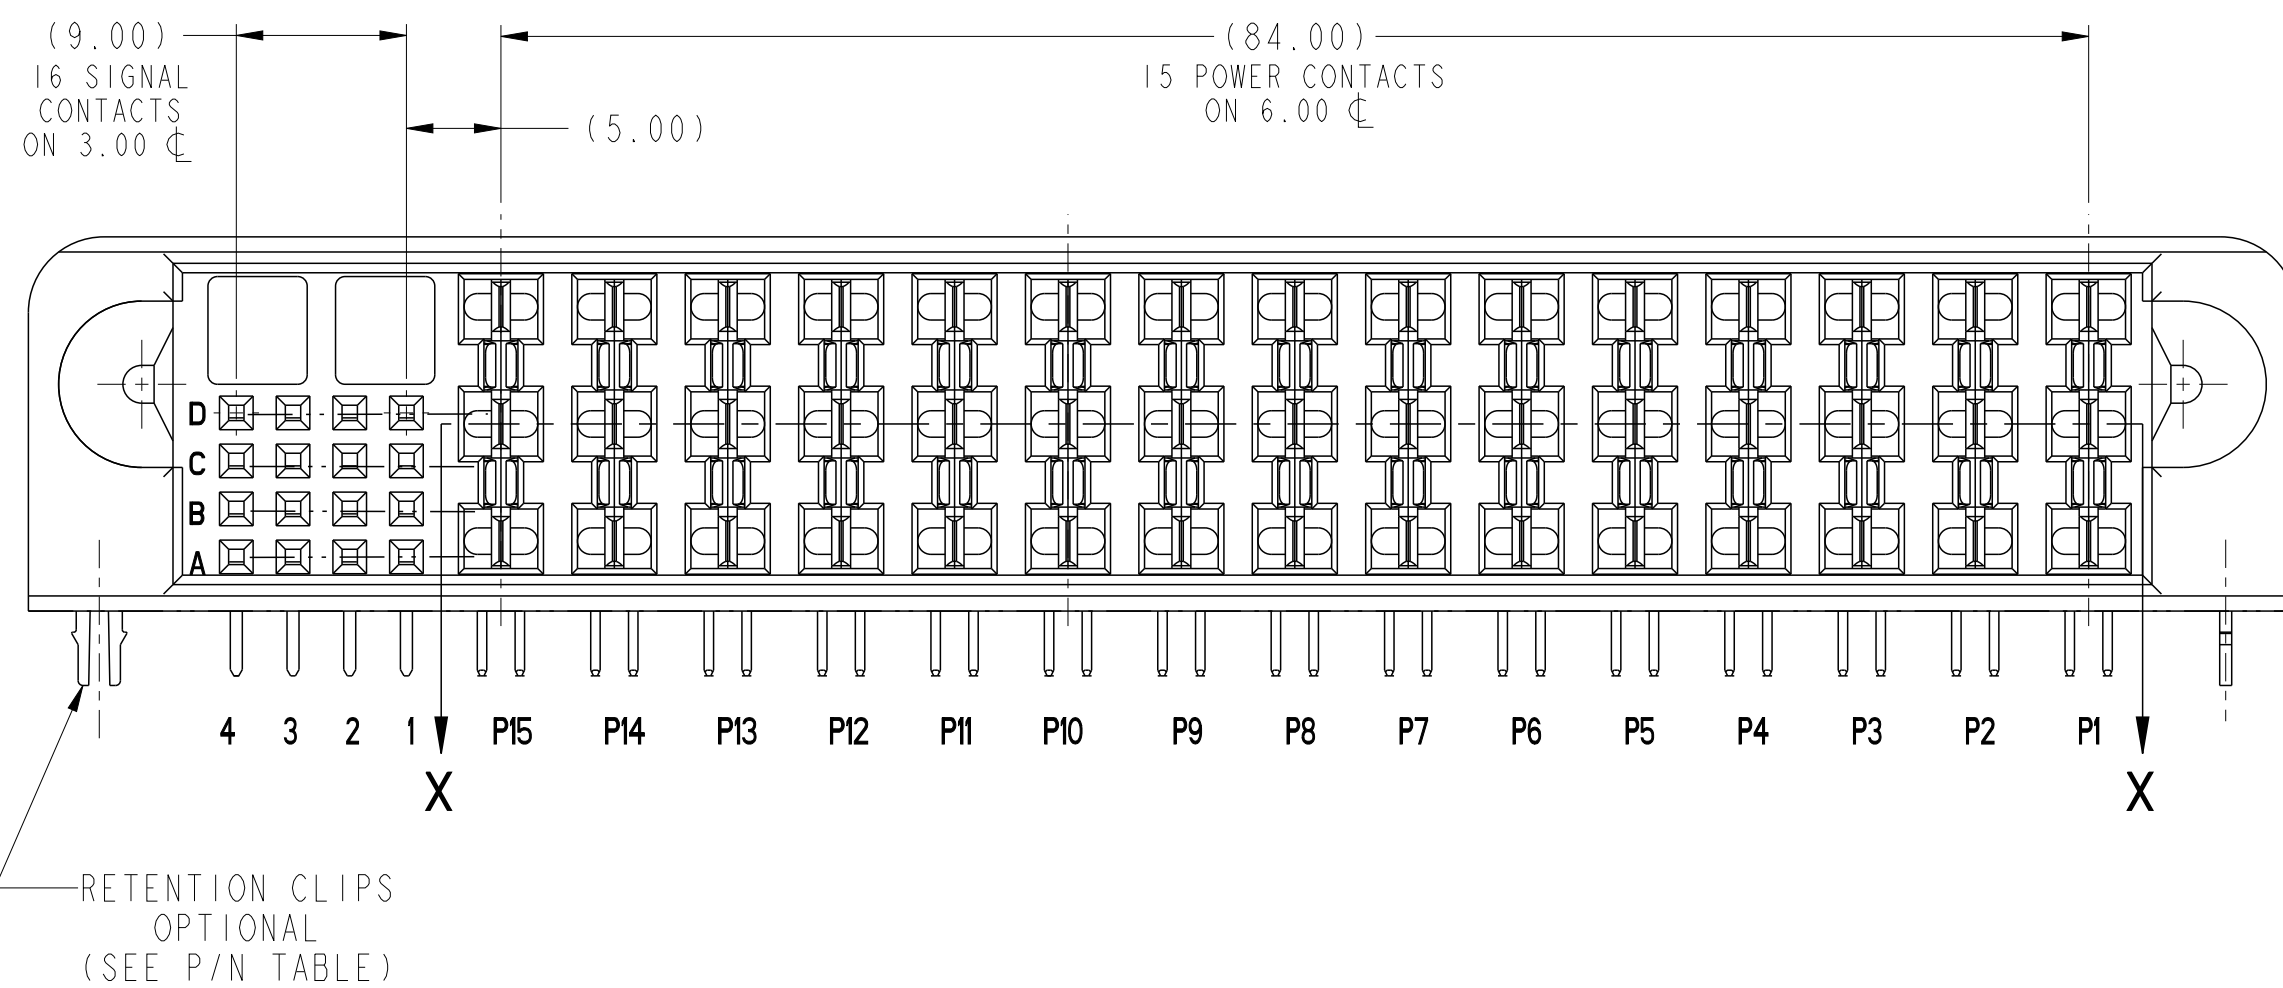 (9.00)
16 SIGNAL
CONTACTS
ON 3.00 ℄
(84.00)
15 POWER CONTACTS
ON 6.00 ℄
(5.00)
D
C
B
A
4 3 2 1 P15 P14 P13 P12 P11 P10 P9 P8 P7 P6 P5 P4 P3 P2 P1
X X
RETENTION CLIPS
OPTIONAL
(SEE P/N TABLE)